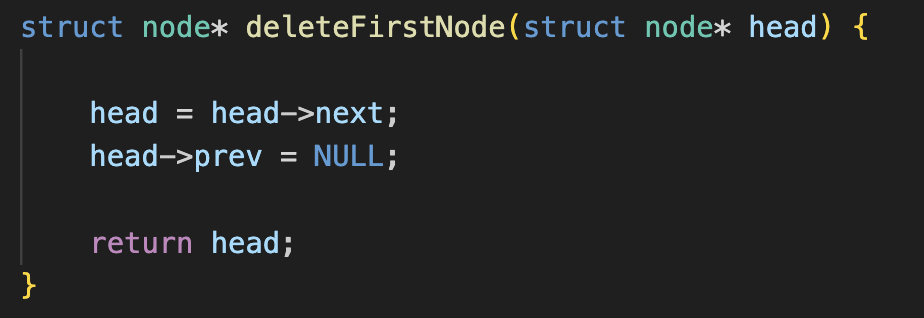 struct node* deleteFirstNode(struct node* head) {
head = head->next;
head->prev = NULL;
return head;
}